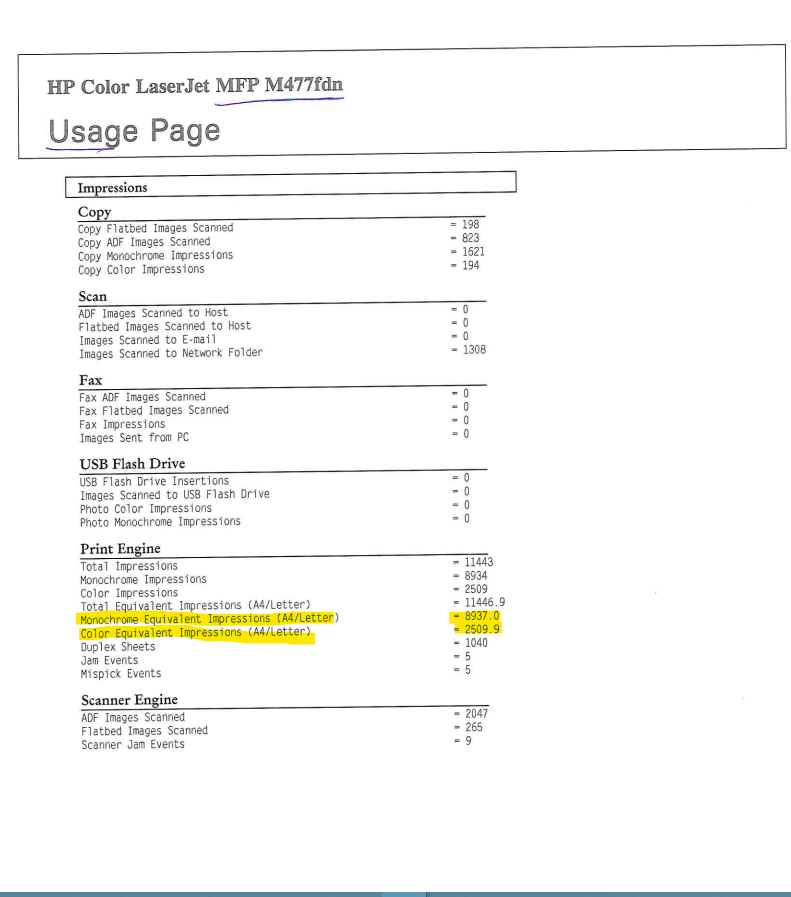 HP Color LaserJet MFP M477fdn
Usage Page
Impressions
Copy
Copy Flatbed Images Scanned = 198
Copy ADF Images Scanned = 823
Copy Monochrome Impressions = 1621
Copy Color Impressions = 194
Scan
ADF Images Scanned to Host = 0
Flatbed Images Scanned to Host = 0
Images Scanned to E-mail = 0
Images Scanned to Network Folder = 1308
Fax
Fax ADF Images Scanned = 0
Fax Flatbed Images Scanned = 0
Fax Impressions = 0
Images Sent from PC = 0
USB Flash Drive
USB Flash Drive Insertions = 0
Images Scanned to USB Flash Drive = 0
Photo Color Impressions = 0
Photo Monochrome Impressions = 0
Print Engine
Total Impressions = 11443
Monochrome Impressions = 8934
Color Impressions = 2509
Total Equivalent Impressions (A4/Letter) = 11446.9
Monochrome Equivalent Impressions (A4/Letter) = 8937.0
Color Equivalent Impressions (A4/Letter) = 2509.9
Duplex Sheets = 1040
Jam Events = 5
Mispick Events = 5
Scanner Engine
ADF Images Scanned = 2047
Flatbed Images Scanned = 265
Scanner Jam Events = 9